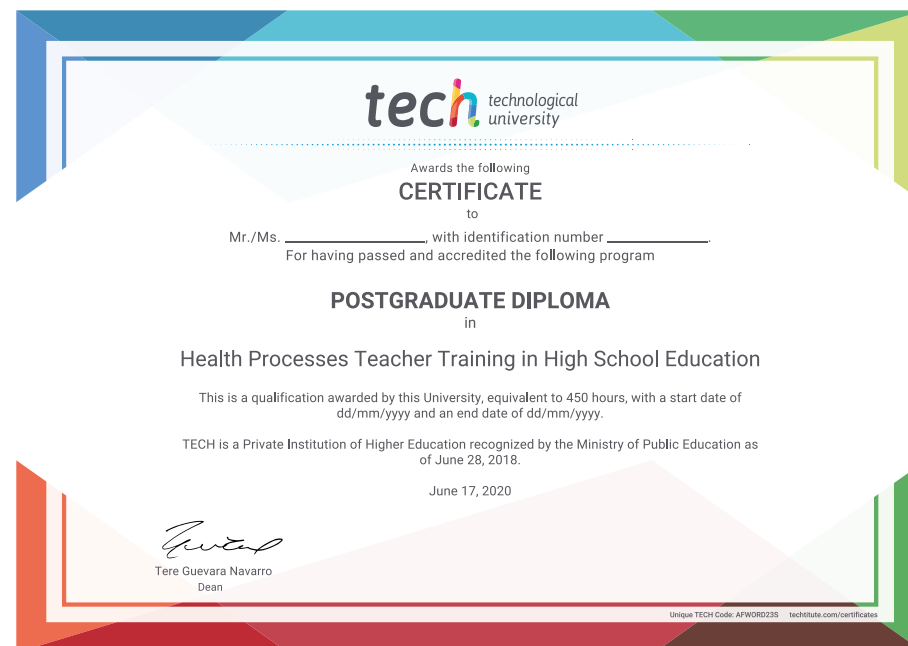 tech technological
university
Awards the following
CERTIFICATE
to
Mr./Ms. ____________________, with identification number ______________.
For having passed and accredited the following program
POSTGRADUATE DIPLOMA
in
Health Processes Teacher Training in High School Education
This is a qualification awarded by this University, equivalent to 450 hours, with a start date of
dd/mm/yyyy and an end date of dd/mm/yyyy.
TECH is a Private Institution of Higher Education recognized by the Ministry of Public Education as
of June 28, 2018.
June 17, 2020
Tere Guevara Navarro
Dean
Unique TECH Code: AFWORD23S techtitute.com/certificates